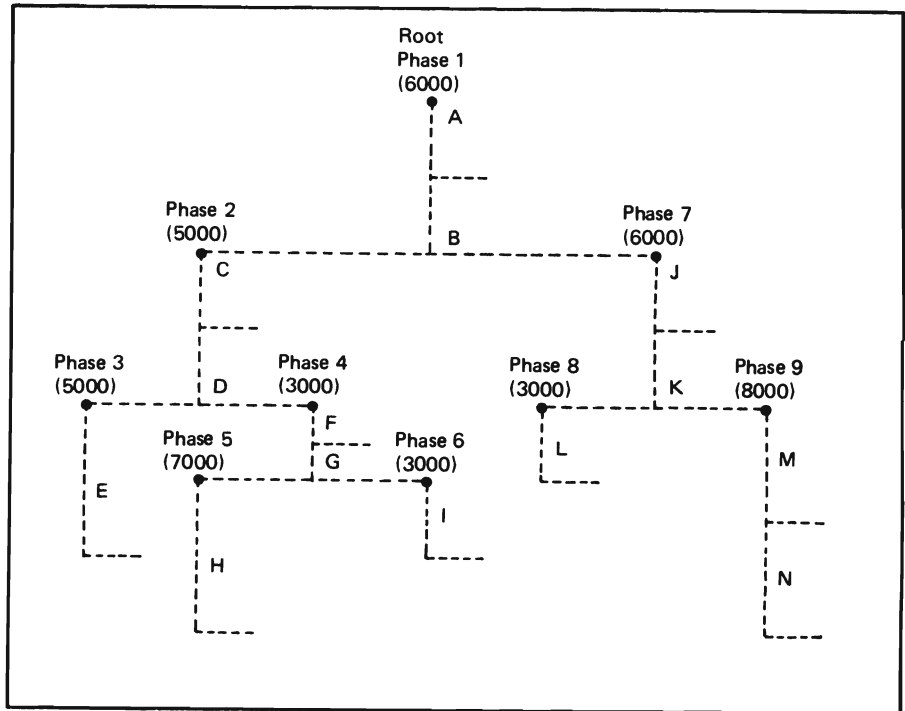 Root
Phase 1
(6000)
A
Phase 2
(5000)
B
Phase 7
(6000)
C
J
Phase 3
(5000)
D
Phase 4
(3000)
Phase 8
(3000)
K
Phase 9
(8000)
F
Phase 5
(7000)
G
Phase 6
(3000)
L
M
E
I
H
N